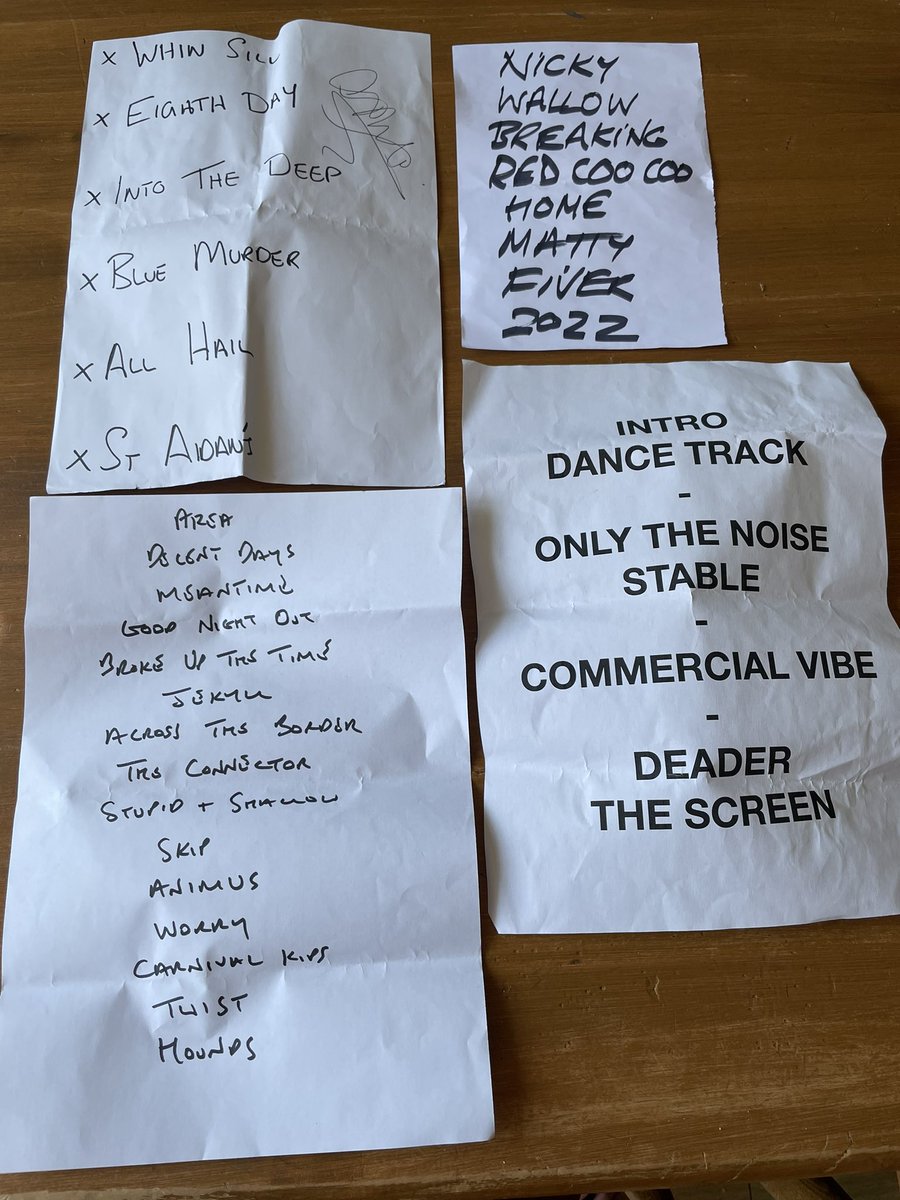 x WHIN SILL
x EIGHTH DAY
x INTO THE DEEP
x BLUE MURDER
x ALL HAIL
x ST AIDAN'S
NICKY
WALLOW
BREAKING
RED COO COO
HOME
MATTY
FIVER
2022
AREA
DECENT DAYS
MEANTIME
GOOD NIGHT OUT
BROKE UP THE TIME
JEKYLL
ACROSS THE BORDER
THE CONNECTOR
STUPID + SHALLOW
SKIP
ANIMUS
WORRY
CARNIVAL KIDS
TWIST
HOUNDS
INTRO
DANCE TRACK
-
ONLY THE NOISE
STABLE
-
COMMERCIAL VIBE
-
DEADER
THE SCREEN